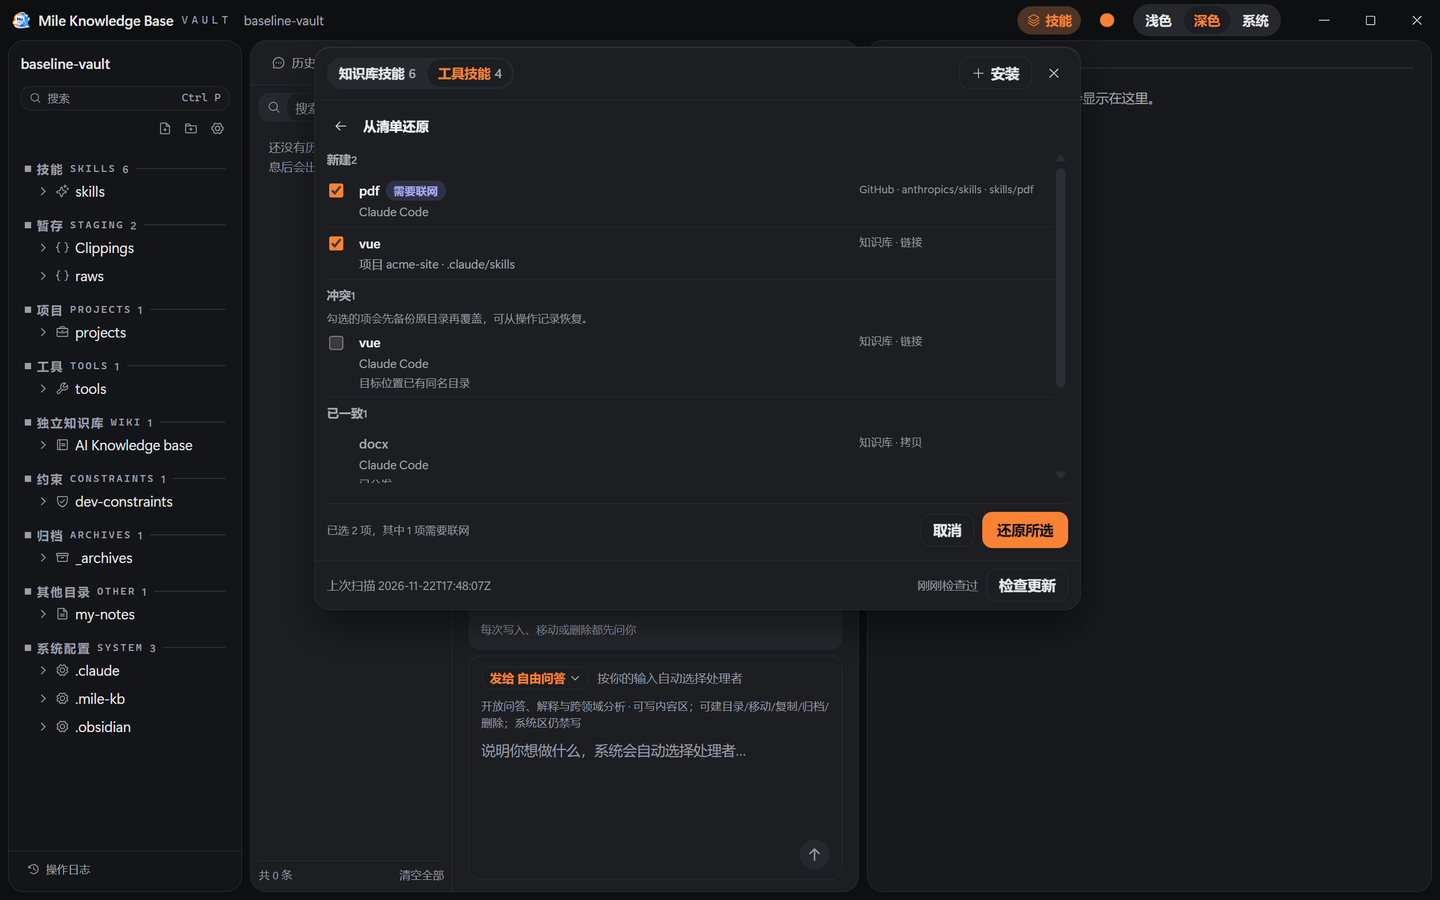 Mile Knowledge Base VAULT baseline-vault
技能
浅色 深色 系统
baseline-vault
搜索 Ctrl P
技能 SKILLS 6
skills
暂存 STAGING 2
Clippings
raws
项目 PROJECTS 1
projects
工具 TOOLS 1
tools
独立知识库 WIKI 1
AI Knowledge base
约束 CONSTRAINTS 1
dev-constraints
归档 ARCHIVES 1
_archives
其他目录 OTHER 1
my-notes
系统配置 SYSTEM 3
.claude
.mile-kb
.obsidian
操作日志
历史
搜索
还没有历
息后会出
共 0 条 清空全部
知识库技能 6 工具技能 4
安装
从清单还原
新建2
pdf 需要联网 GitHub · anthropics/skills · skills/pdf
Claude Code
vue 知识库 · 链接
项目 acme-site · .claude/skills
冲突1
勾选的项会先备份原目录再覆盖，可从操作记录恢复。
vue 知识库 · 链接
Claude Code
目标位置已有同名目录
已一致1
docx 知识库 · 拷贝
Claude Code
已选 2 项，其中 1 项需要联网 取消 还原所选
上次扫描 2026-11-22T17:48:07Z 刚刚检查过 检查更新
每次写入、移动或删除都先问你
发给 自由问答 按你的输入自动选择处理者
开放问答、解释与跨领域分析 · 可写内容区；可建目录/移动/复制/归档/
删除；系统区仍禁写
说明你想做什么，系统会自动选择处理者...
显示在这里。